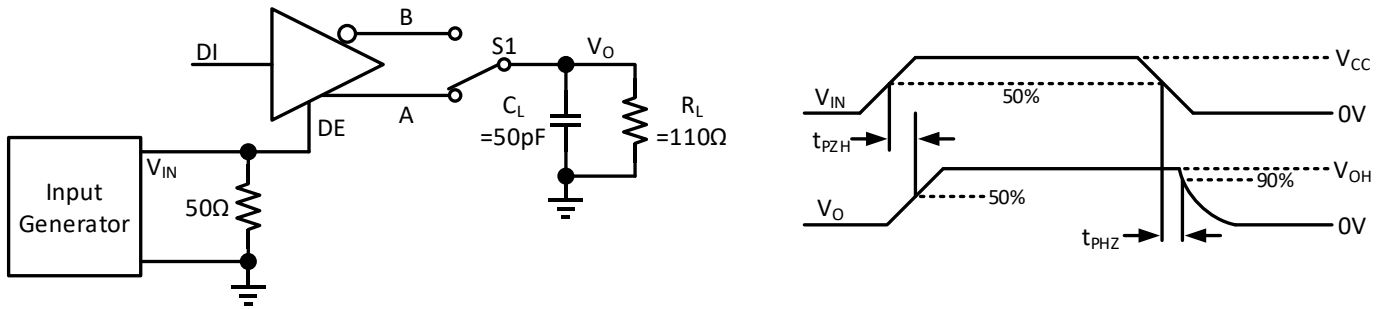 B
DI
S1
V_O
A
DE
C_L
=50pF
R_L
=110Ω
V_IN
Input
Generator
50Ω
V_CC
V_IN
50%
0V
t_PZH
V_OH
90%
50%
V_O
0V
t_PHZ